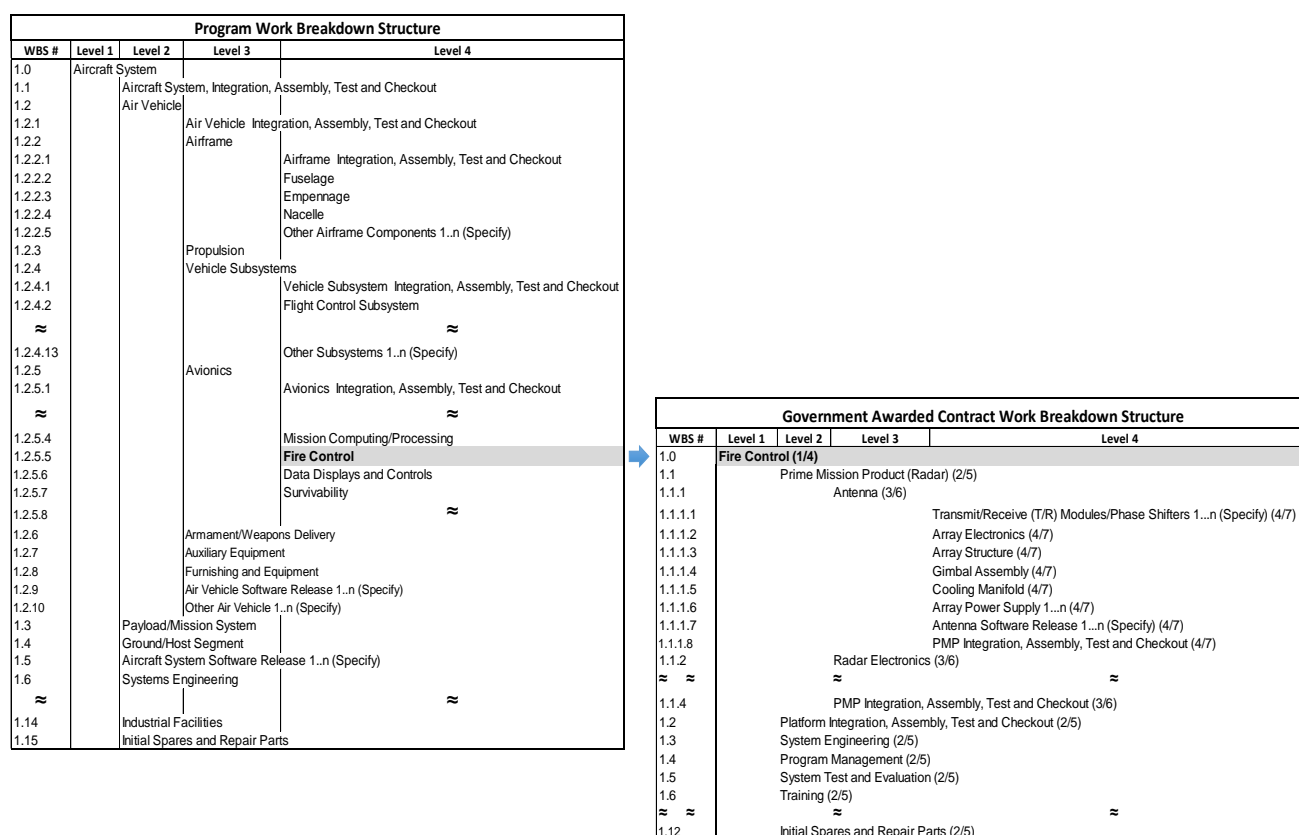 Program Work Breakdown Structure
WBS # Level 1 Level 2 Level 3 Level 4
1.0 Aircraft System
1.1 Aircraft System, Integration, Assembly, Test and Checkout
1.2 Air Vehicle
1.2.1 Air Vehicle Integration, Assembly, Test and Checkout
1.2.2 Airframe
1.2.2.1 Airframe Integration, Assembly, Test and Checkout
1.2.2.2 Fuselage
1.2.2.3 Empennage
1.2.2.4 Nacelle
1.2.2.5 Other Airframe Components 1..n (Specify)
1.2.3 Propulsion
1.2.4 Vehicle Subsystems
1.2.4.1 Vehicle Subsystem Integration, Assembly, Test and Checkout
1.2.4.2 Flight Control Subsystem
≈ ≈
1.2.4.13 Other Subsystems 1..n (Specify)
1.2.5 Avionics
1.2.5.1 Avionics Integration, Assembly, Test and Checkout
≈ ≈
1.2.5.4 Mission Computing/Processing
1.2.5.5 Fire Control
1.2.5.6 Data Displays and Controls
1.2.5.7 Survivability
1.2.5.8 ≈
1.2.6 Armament/Weapons Delivery
1.2.7 Auxiliary Equipment
1.2.8 Furnishing and Equipment
1.2.9 Air Vehicle Software Release 1..n (Specify)
1.2.10 Other Air Vehicle 1..n (Specify)
1.3 Payload/Mission System
1.4 Ground/Host Segment
1.5 Aircraft System Software Release 1..n (Specify)
1.6 Systems Engineering
≈ ≈
1.14 Industrial Facilities
1.15 Initial Spares and Repair Parts
Government Awarded Contract Work Breakdown Structure
WBS # Level 1 Level 2 Level 3 Level 4
1.0 Fire Control (1/4)
1.1 Prime Mission Product (Radar) (2/5)
1.1.1 Antenna (3/6)
1.1.1.1 Transmit/Receive (T/R) Modules/Phase Shifters 1...n (Specify) (4/7)
1.1.1.2 Array Electronics (4/7)
1.1.1.3 Array Structure (4/7)
1.1.1.4 Gimbal Assembly (4/7)
1.1.1.5 Cooling Manifold (4/7)
1.1.1.6 Array Power Supply 1...n (4/7)
1.1.1.7 Antenna Software Release 1...n (Specify) (4/7)
1.1.1.8 PMP Integration, Assembly, Test and Checkout (4/7)
1.1.2 Radar Electronics (3/6)
≈ ≈ ≈ ≈
1.1.4 PMP Integration, Assembly, Test and Checkout (3/6)
1.2 Platform Integration, Assembly, Test and Checkout (2/5)
1.3 System Engineering (2/5)
1.4 Program Management (2/5)
1.5 System Test and Evaluation (2/5)
1.6 Training (2/5)
≈ ≈ ≈ ≈
1.12 Initial Spares and Repair Parts (2/5)